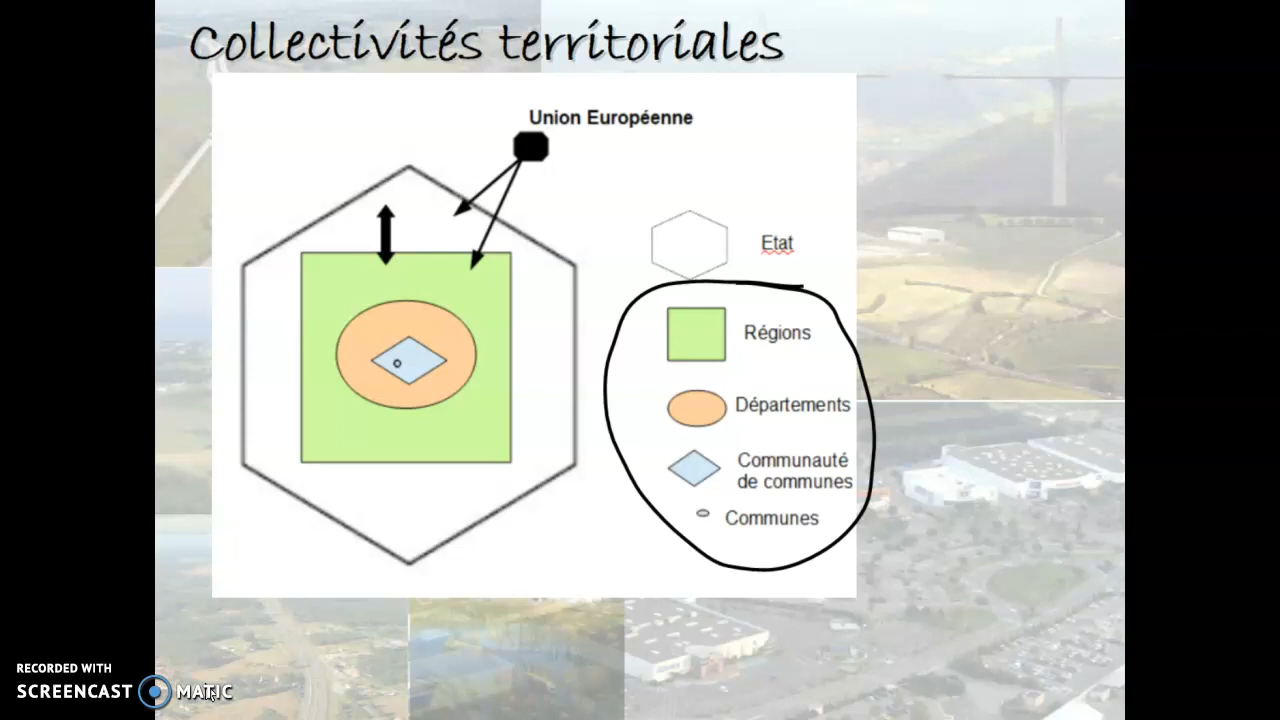 Collectivités territoriales
Union Européenne
Etat
Régions
Départements
Communauté
de communes
Communes
RECORDED WITH
SCREENCAST MATIC